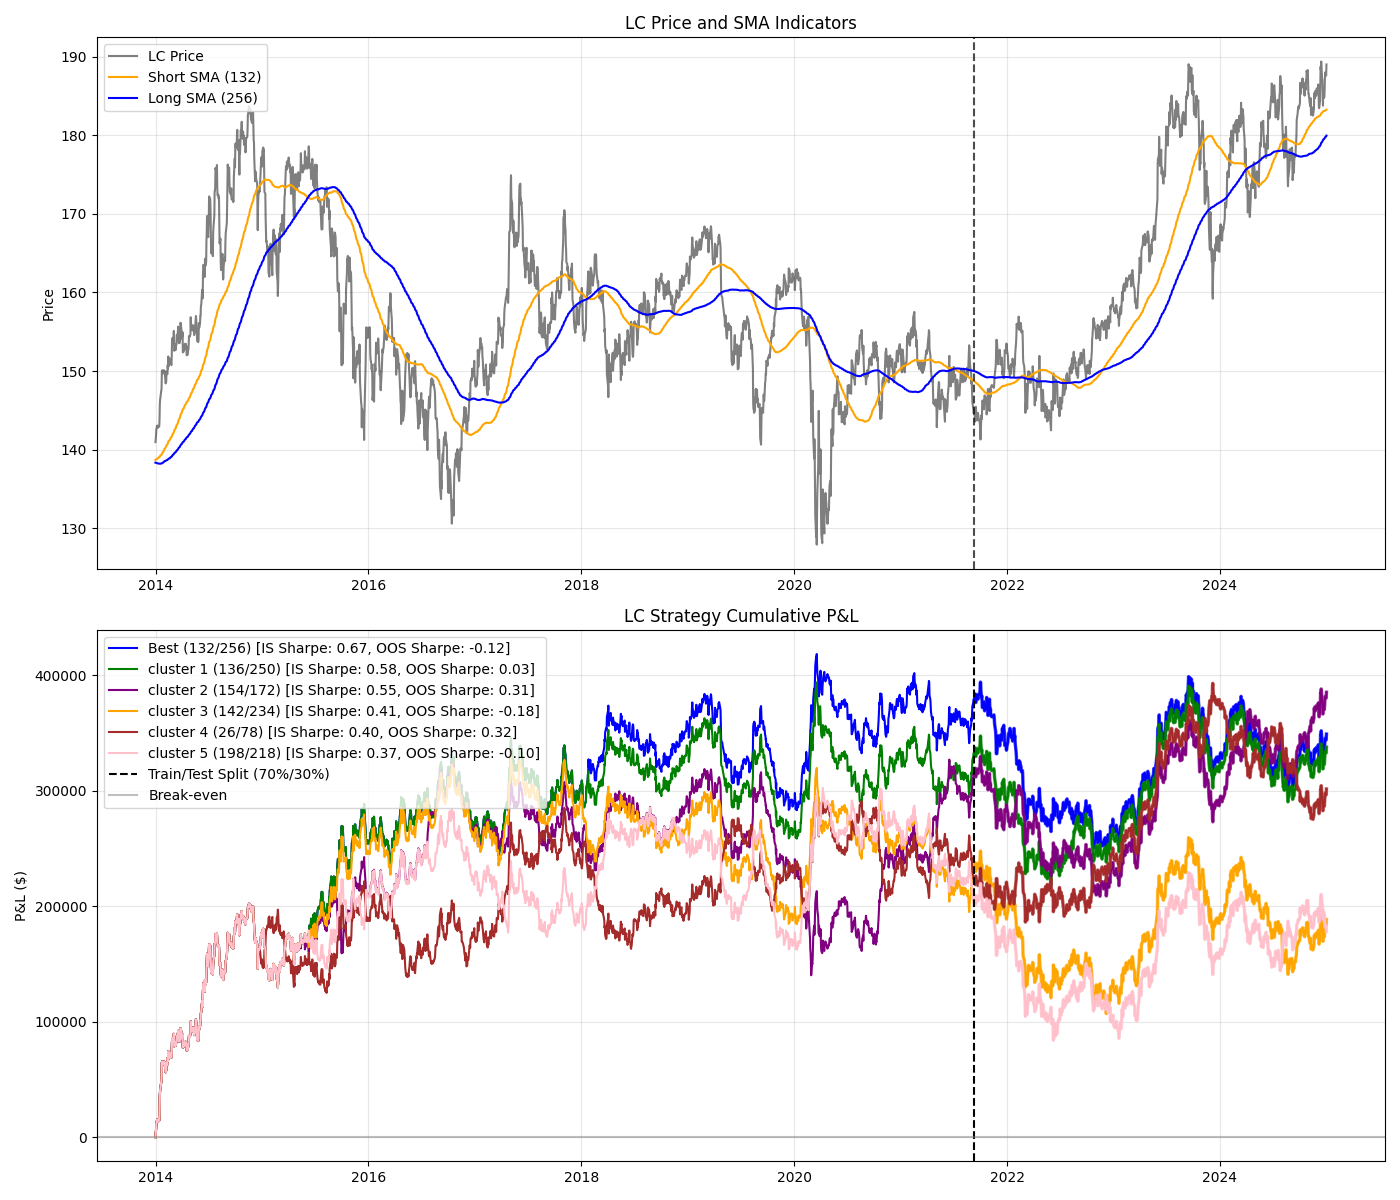 LC Price and SMA Indicators
LC Price
Short SMA (132)
Long SMA (256)
Price
190
180
170
160
150
140
130
2014
2016
2018
2020
2022
2024
LC Strategy Cumulative P&L
Best (132/256) [IS Sharpe: 0.67, OOS Sharpe: -0.12]
cluster 1 (136/250) [IS Sharpe: 0.58, OOS Sharpe: 0.03]
cluster 2 (154/172) [IS Sharpe: 0.55, OOS Sharpe: 0.31]
cluster 3 (142/234) [IS Sharpe: 0.41, OOS Sharpe: -0.18]
cluster 4 (26/78) [IS Sharpe: 0.40, OOS Sharpe: 0.32]
cluster 5 (198/218) [IS Sharpe: 0.37, OOS Sharpe: -0.10]
Train/Test Split (70%/30%)
Break-even
P&L ($)
400000
300000
200000
100000
0
2014
2016
2018
2020
2022
2024